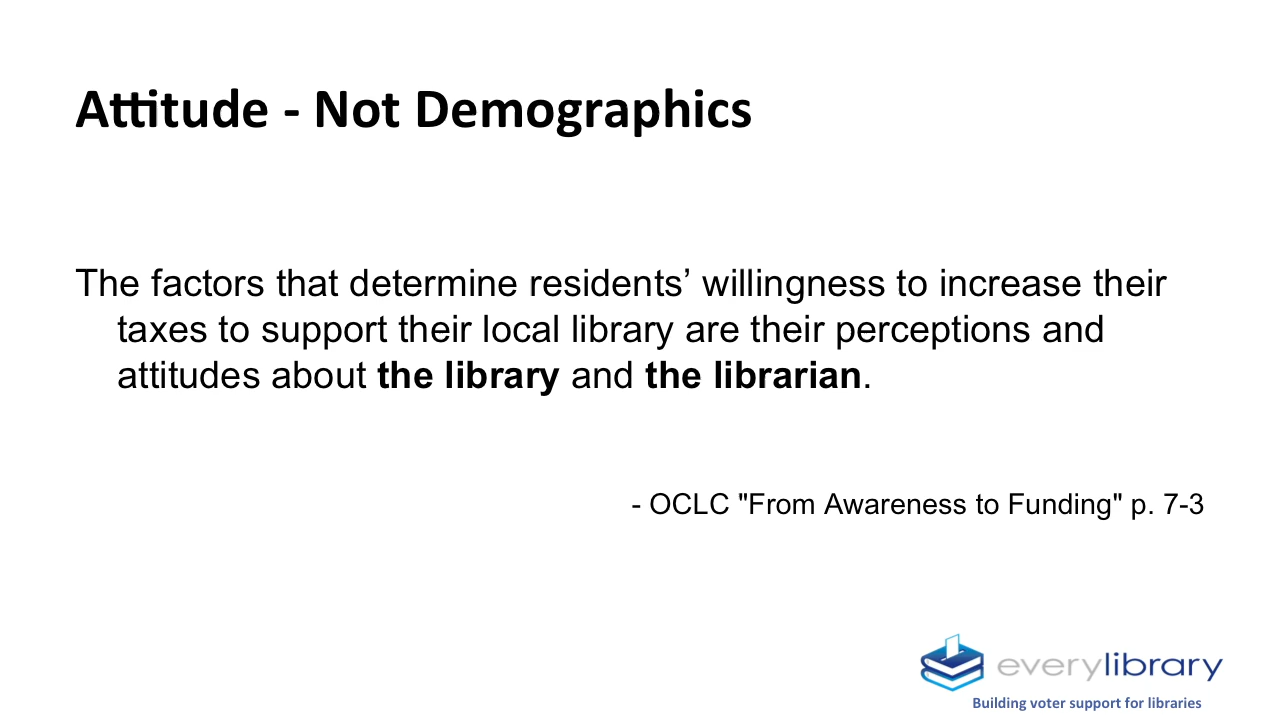 Attitude - Not Demographics
The factors that determine residents’ willingness to increase their
taxes to support their local library are their perceptions and
attitudes about the library and the librarian.
- OCLC "From Awareness to Funding" p. 7-3
everylibrary
Building voter support for libraries